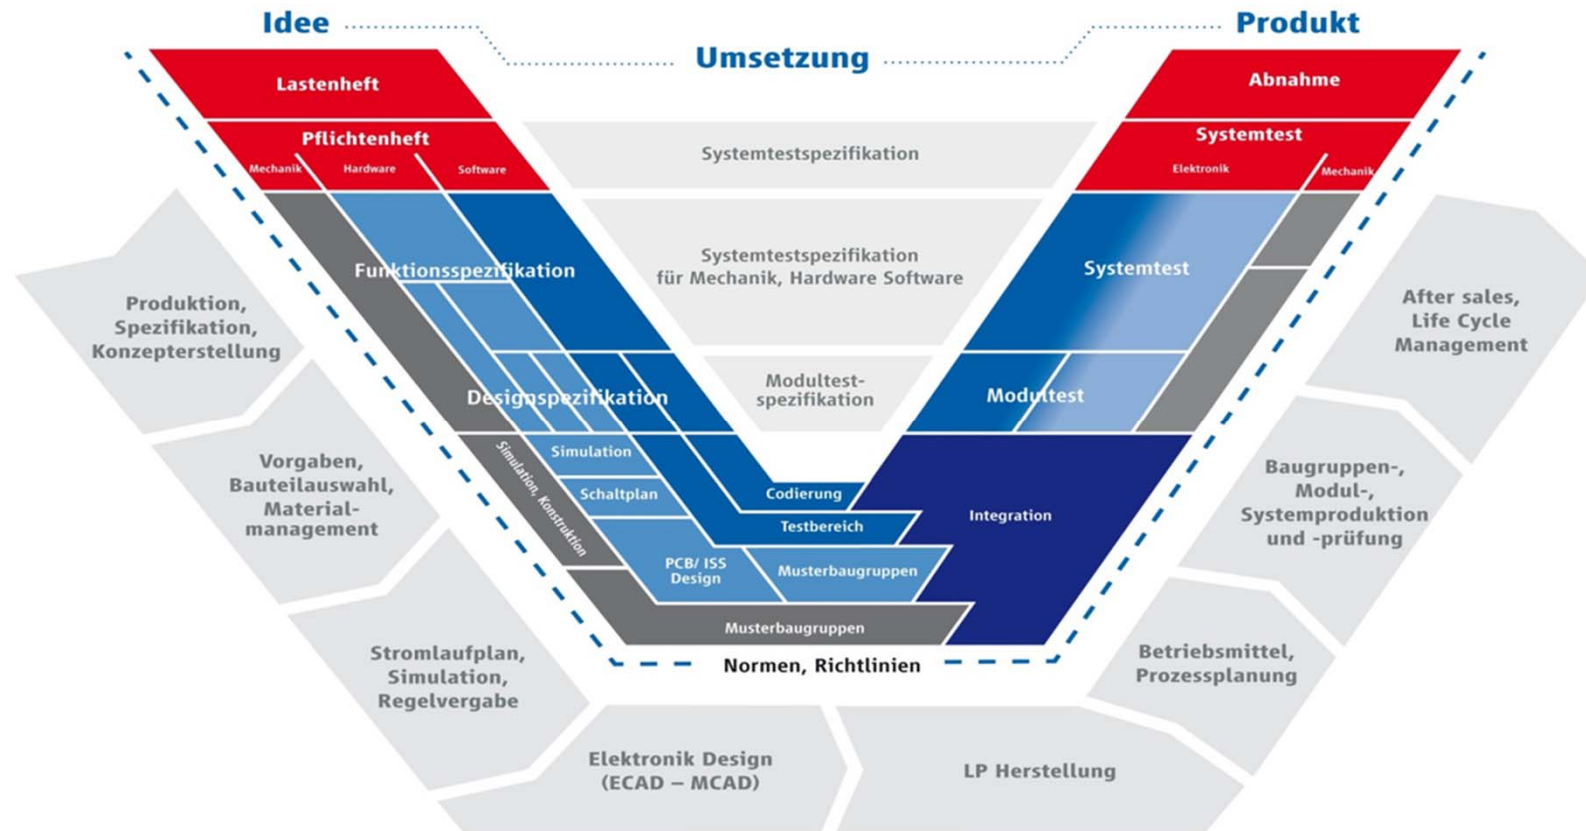 Idee
Umsetzung
Produkt
Lastenheft
Pflichtenheft
Mechanik
Hardware
Software
Systemtestspezifikation
Abnahme
Systemtest
Elektronik
Mechanik
Funktionsspezifikation
Systemtestspezifikation
für Mechanik, Hardware Software
Systemtest
Designspezifikation
Modultest-
spezifikation
Modultest
Simulation, Konstruktion
Simulation
Schaltplan
PCB/ ISS
Design
Codierung
Testbereich
Musterbaugruppen
Musterbaugruppen
Integration
Normen, Richtlinien
Produktion,
Spezifikation,
Konzepterstellung
Vorgaben,
Bauteilauswahl,
Material-
management
Stromlaufplan,
Simulation,
Regelvergabe
Elektronik Design
(ECAD – MCAD)
LP Herstellung
Betriebsmittel,
Prozessplanung
Baugruppen-,
Modul-,
Systemproduktion
und -prüfung
After sales,
Life Cycle
Management